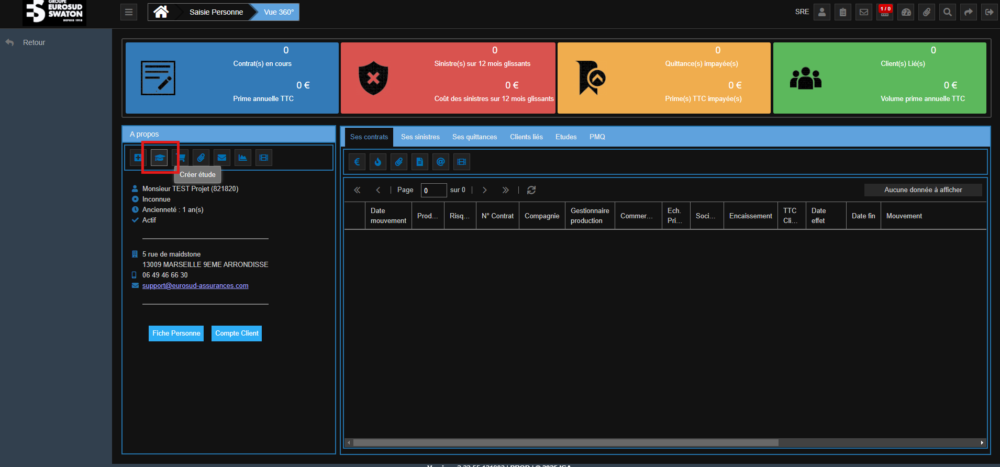 GROUPE
EUROSUD
SWATON
DEPUIS 1918
Saisie Personne
Vue 360°
SRE
1 / 0
Retour
0
Contrat(s) en cours
0 €
Prime annuelle TTC
0
Sinistre(s) sur 12 mois glissants
0 €
Coût des sinistres sur 12 mois glissants
0
Quittance(s) impayée(s)
0 €
Prime(s) TTC impayée(s)
0
Client(s) Lié(s)
0 €
Volume prime annuelle TTC
A propos
Créer étude
Monsieur TEST Projet (821820)
Inconnue
Ancienneté : 1 an(s)
Actif
5 rue de maidstone
13009 MARSEILLE 9EME ARRONDISSE
06 49 46 66 30
support@eurosud-assurances.com
Fiche Personne
Compte Client
Ses contrats
Ses sinistres
Ses quittances
Clients liés
Etudes
PMQ
Page
0
sur 0
Aucune donnée à afficher
Date mouvement
Prod...
Risq...
N° Contrat
Compagnie
Gestionnaire production
Commer...
Ech. Pri...
Soci...
Encaissement
TTC Cli...
Date effet
Date fin
Mouvement